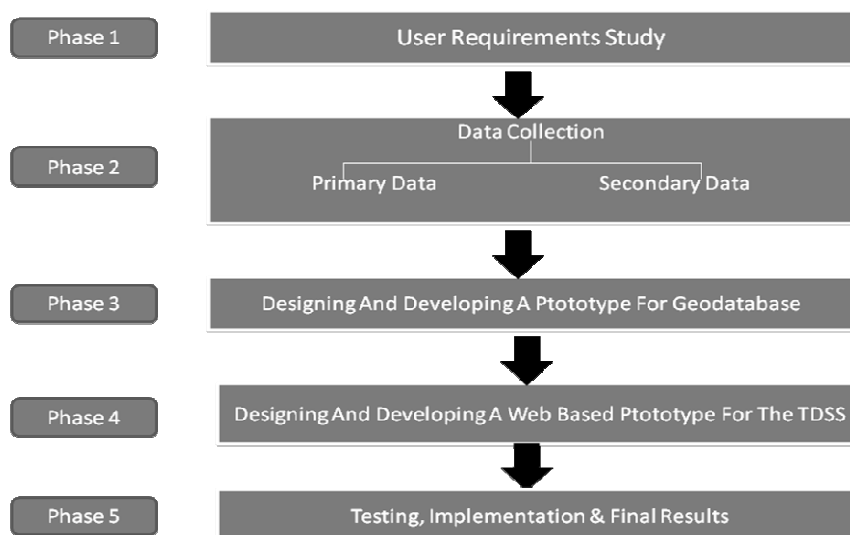 Phase 1
User Requirements Study
Phase 2
Data Collection
Primary Data
Secondary Data
Phase 3
Designing And Developing A Ptototype For Geodatabase
Phase 4
Designing And Developing A Web Based Ptototype For The TDSS
Phase 5
Testing, Implementation & Final Results